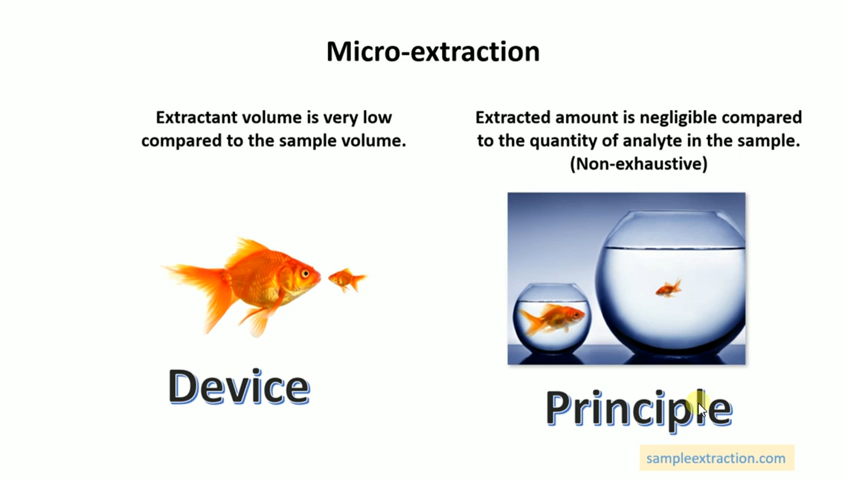 Micro-extraction
Extractant volume is very low
compared to the sample volume.
Extracted amount is negligible compared
to the quantity of analyte in the sample.
(Non-exhaustive)
Device
Principle
sampleextraction.com